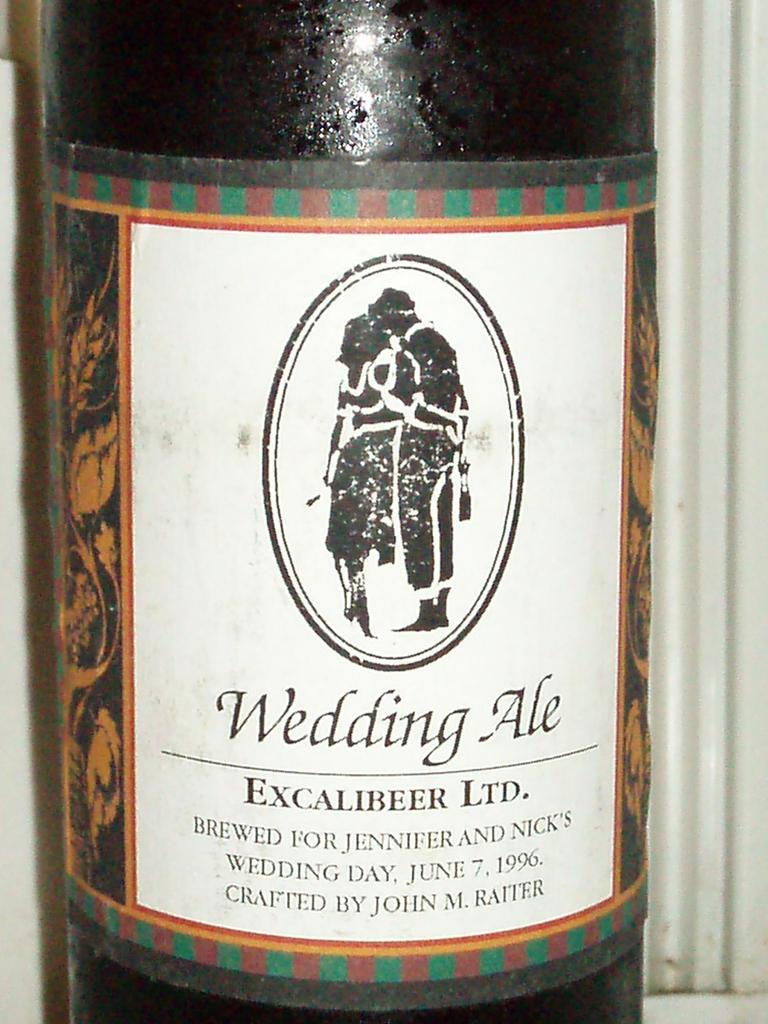 Wedding Ale
EXCALIBEER LTD.
BREWED FOR JENNIFER AND NICK'S
WEDDING DAY, JUNE 7, 1996.
CRAFTED BY JOHN M. RAITER